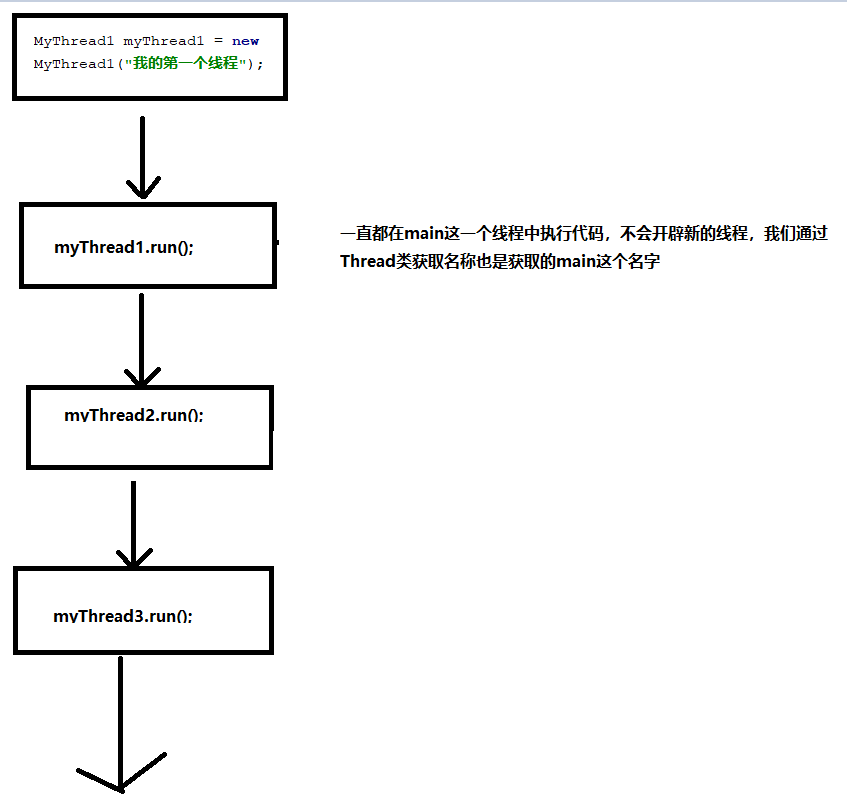 MyThread1 myThread1 = new
MyThread1("我的第一个线程");
myThread1.run();
一直都在main这一个线程中执行代码，不会开辟新的线程，我们通过
Thread类获取名称也是获取的main这个名字
myThread2.run();
myThread3.run();